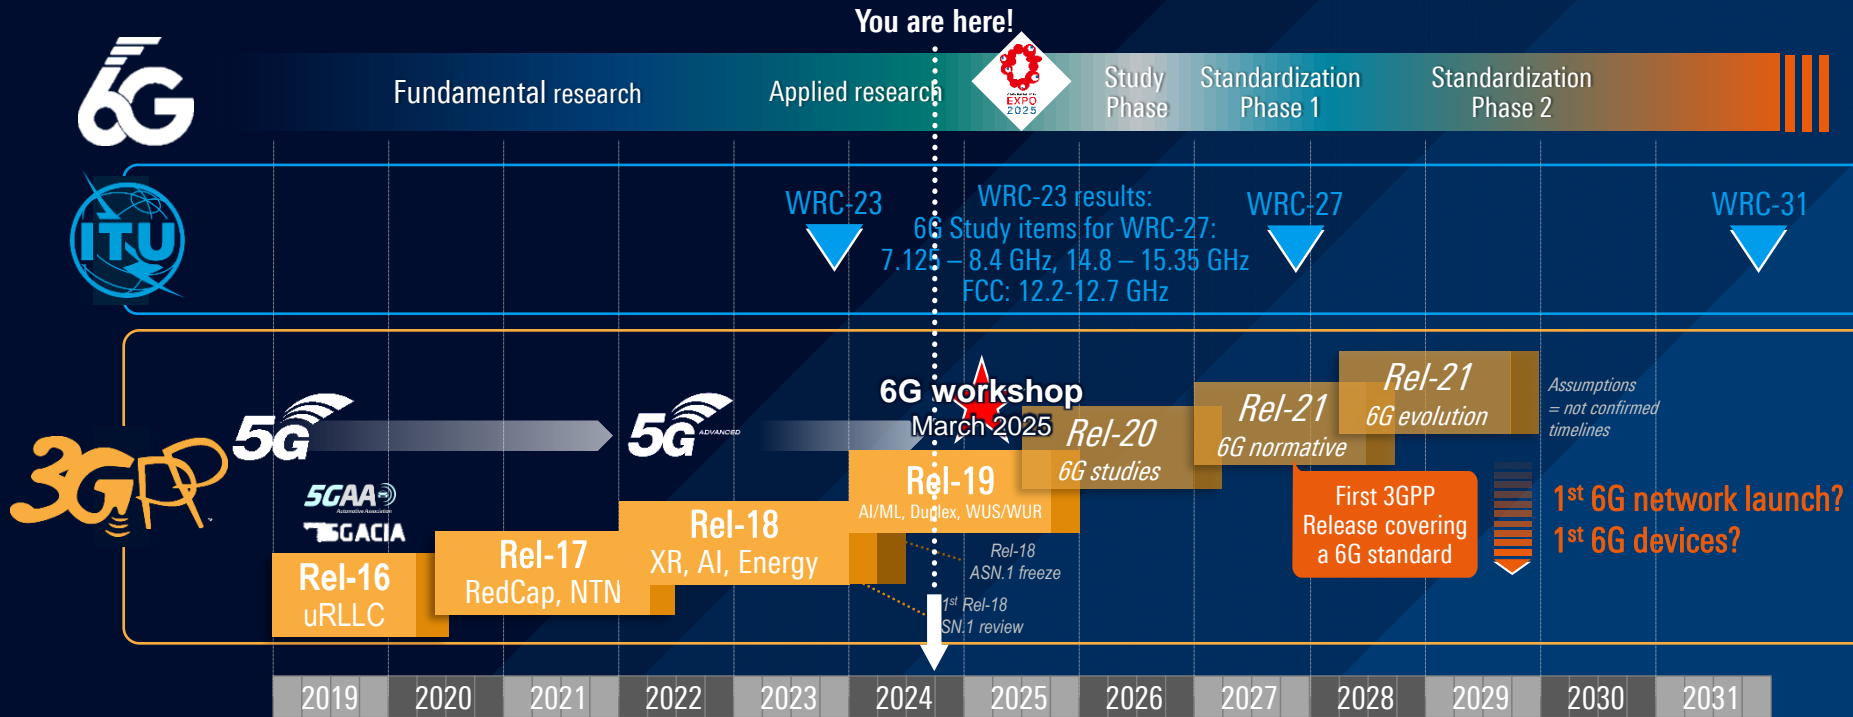 You are here!
6G
Fundamental research
Applied research
EXPO
2025
Study
Phase
Standardization
Phase 1
Standardization
Phase 2
ITU
WRC-23
WRC-23 results:
6G Study items for WRC-27:
7.125 – 8.4 GHz, 14.8 – 15.35 GHz
FCC: 12.2-12.7 GHz
WRC-27
WRC-31
3GPP
5G
5GAA
Automotive Association
5GACIA
5G
ADVANCED
6G workshop
March 2025
Rel-16
uRLLC
Rel-17
RedCap, NTN
Rel-18
XR, AI, Energy
Rel-19
AI/ML, Duplex, WUS/WUR
Rel-20
6G studies
Rel-21
6G normative
Rel-21
6G evolution
Assumptions
= not confirmed
timelines
Rel-18
ASN.1 freeze
1st Rel-18
SN.1 review
First 3GPP
Release covering
a 6G standard
1st 6G network launch?
1st 6G devices?
2019 2020 2021 2022 2023 2024 2025 2026 2027 2028 2029 2030 2031